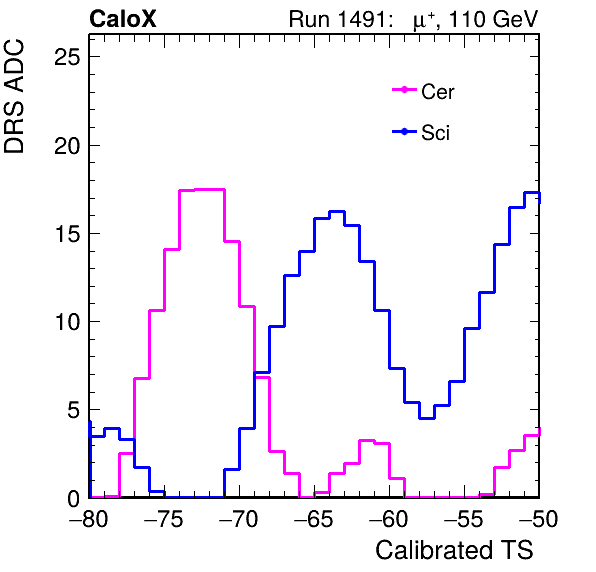 CaloX Run 1491: μ⁺, 110 GeV
DRS ADC
Cer
Sci
25
20
15
10
5
0
−80 −75 −70 −65 −60 −55 −50
Calibrated TS